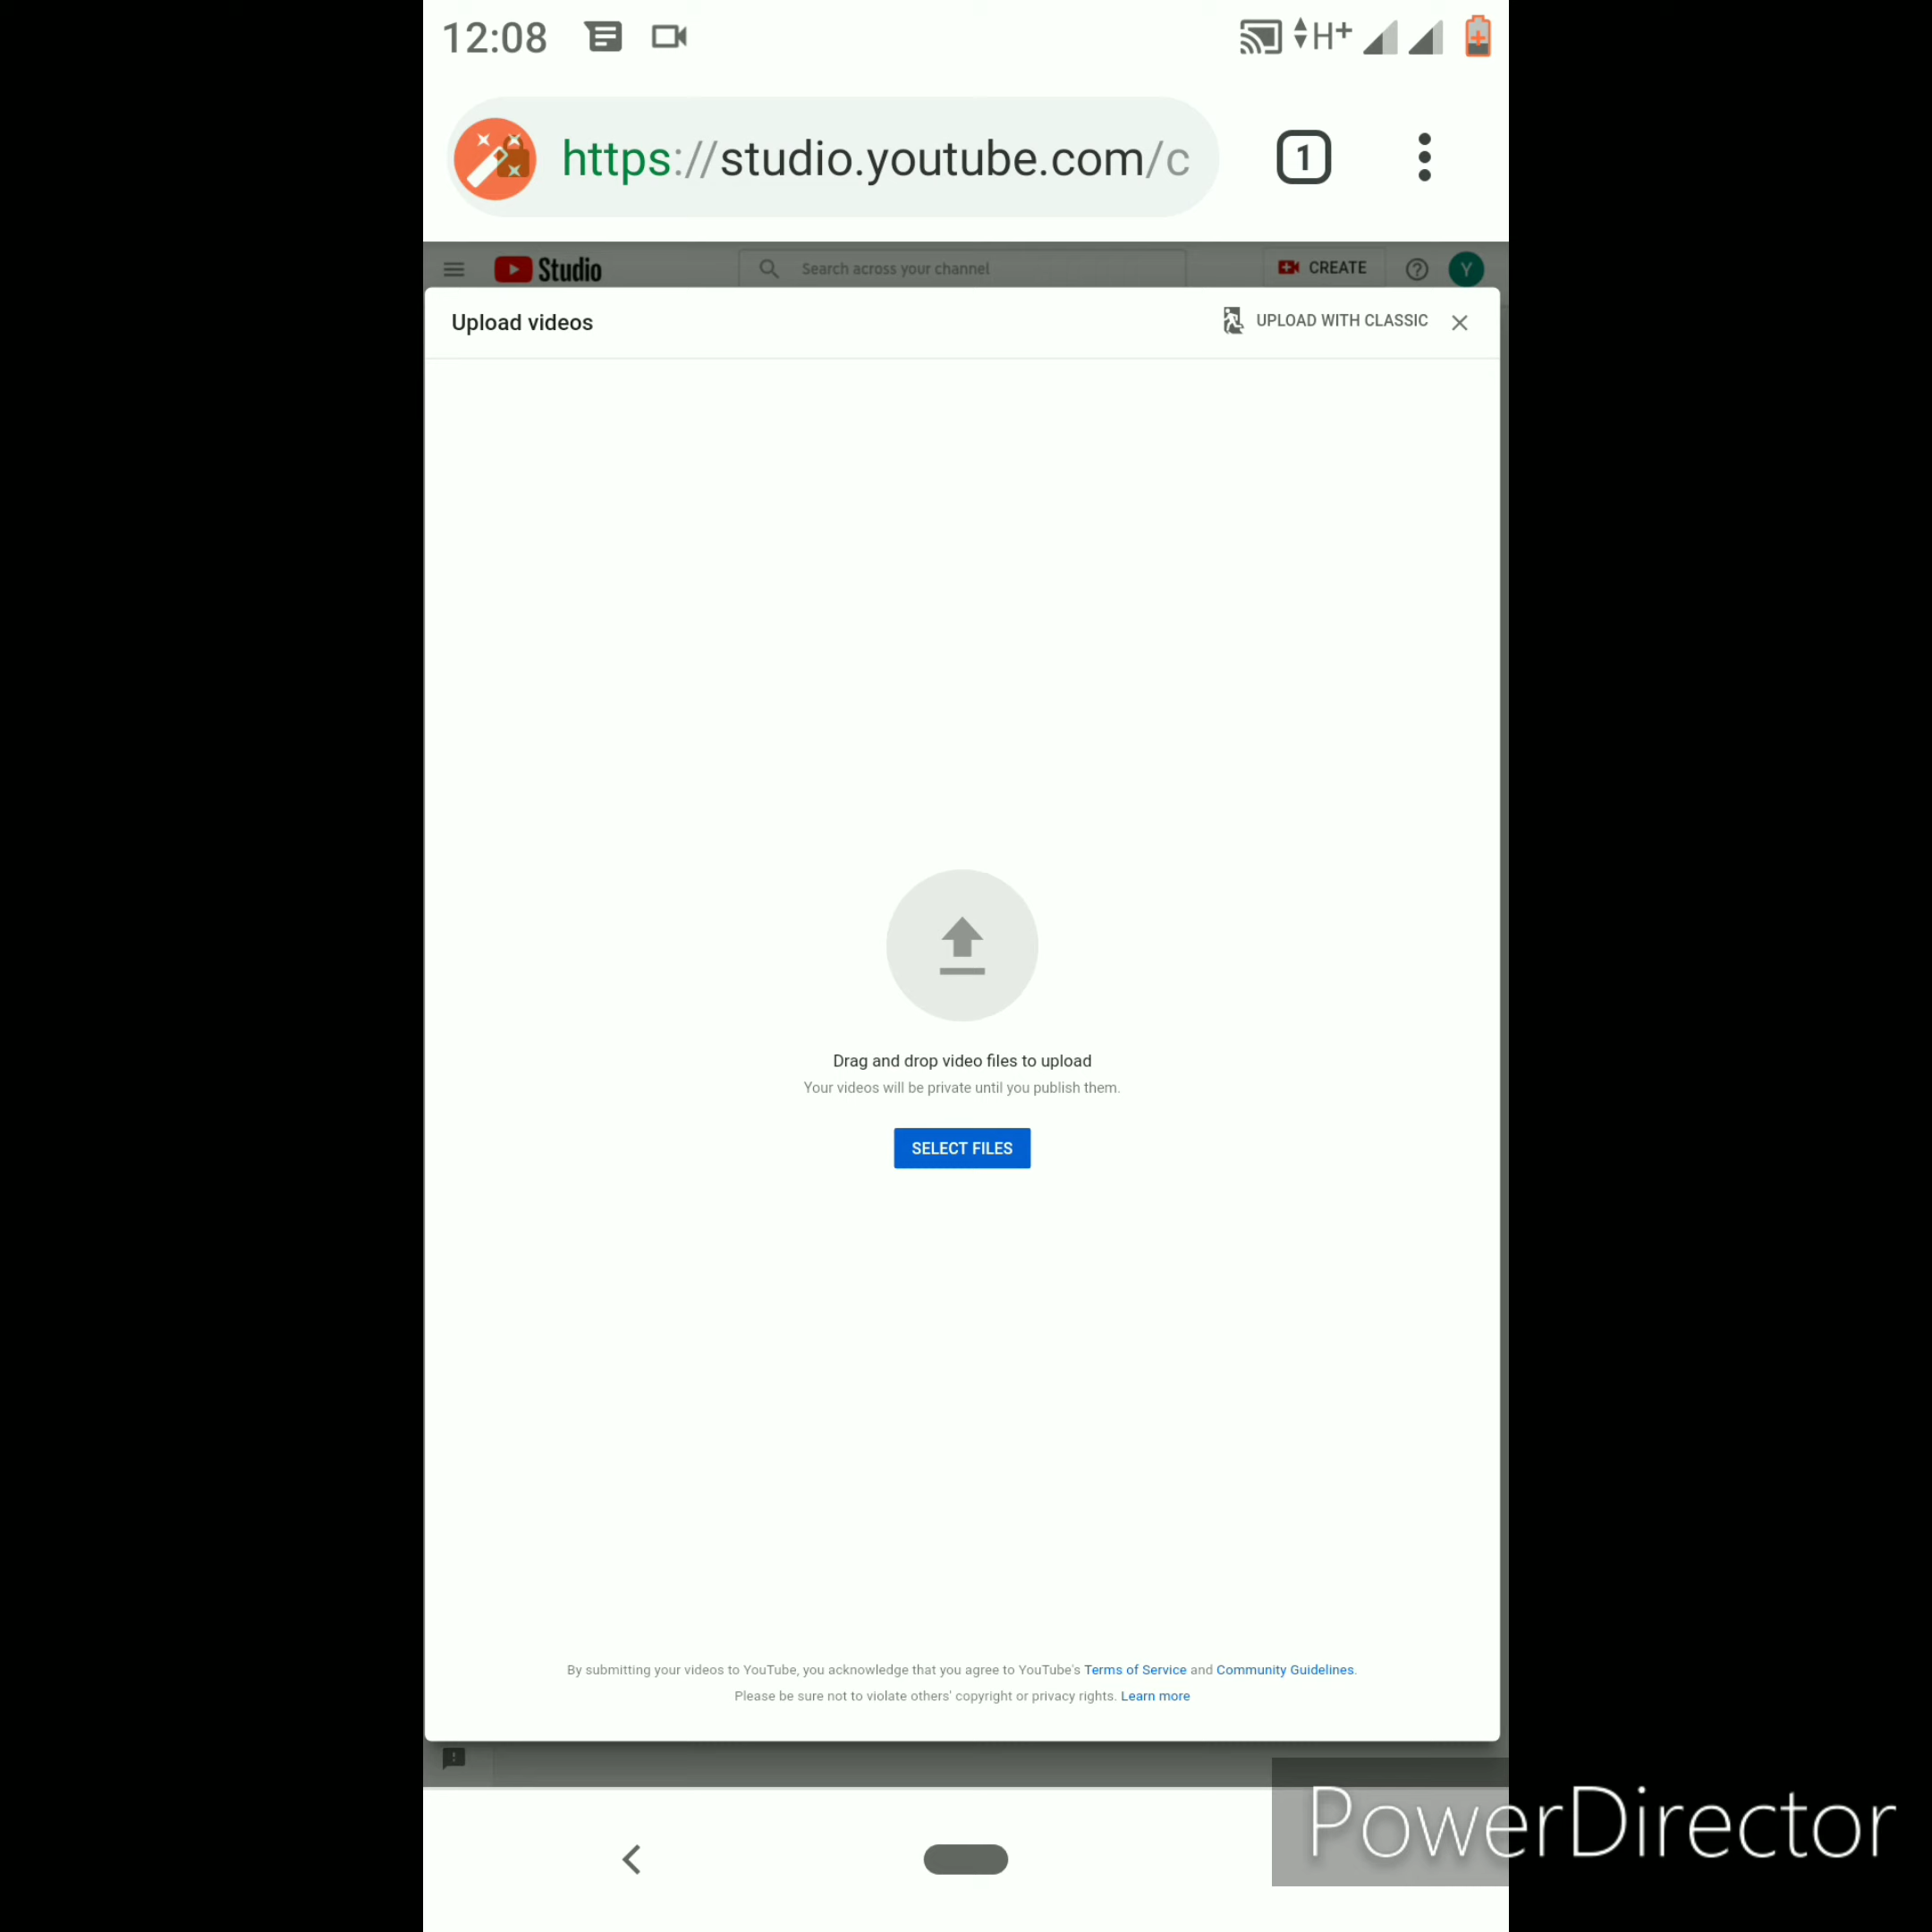 12:08 H+
https://studio.youtube.com/c 1
Studio Search across your channel CREATE Y
Upload videos UPLOAD WITH CLASSIC
Drag and drop video files to upload
Your videos will be private until you publish them.
SELECT FILES
By submitting your videos to YouTube, you acknowledge that you agree to YouTube's Terms of Service and Community Guidelines.
Please be sure not to violate others' copyright or privacy rights. Learn more
PowerDirector